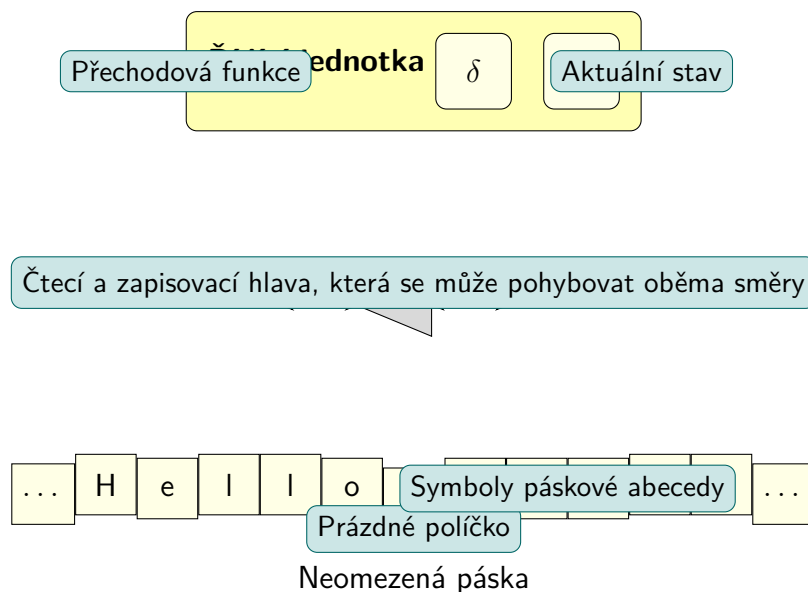 Přechodová funkce
jednotka
δ
Aktuální stav
Čtecí a zapisovací hlava, která se může pohybovat oběma směry
... H e l l o ...
Symboly páskové abecedy
Prázdné políčko
Neomezená páska